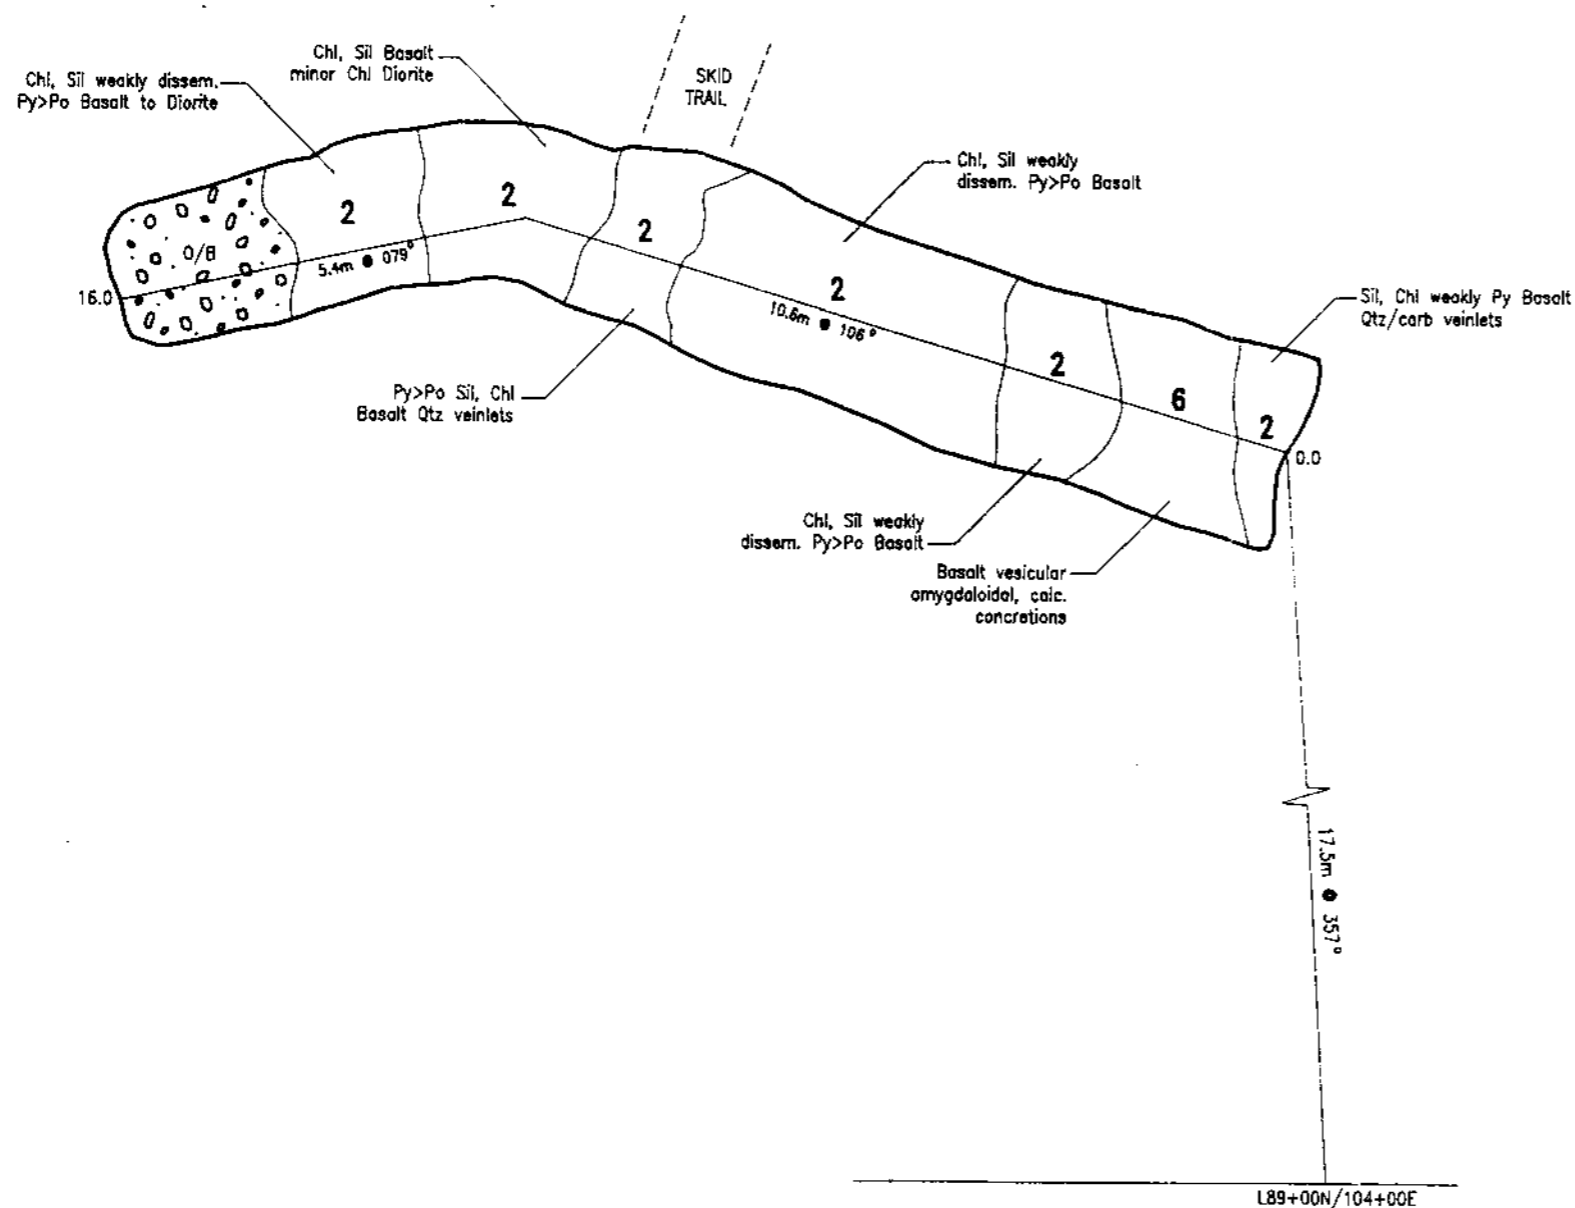 Chl, Sil Basalt
minor Chl Diorite
Chl, Sil weakly dissem.
Py>Po Basalt to Diorite
SKID
TRAIL
Chl, Sil weakly
dissem. Py>Po Basalt
2
2
2
2
O/B
5.4m @ 079°
16.0
10.6m @ 106°
Sil, Chl weakly Py Basalt
Qtz/carb veinlets
2
6
2
0.0
Py>Po Sil, Chl
Basalt Qtz veinlets
Chl, Sil weakly
dissem. Py>Po Basalt
Basalt vesicular
amygdaloidal, calc.
concretions
17.5m @ 357°
L89+00N/104+00E